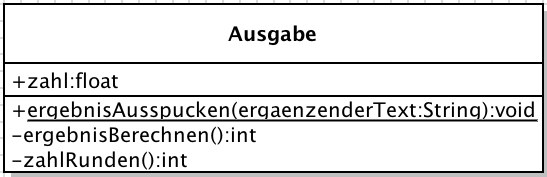 Ausgabe
+zahl:float
+ergebnisAusspucken(ergaenzenderText:String):void
-ergebnisBerechnen():int
-zahlRunden():int